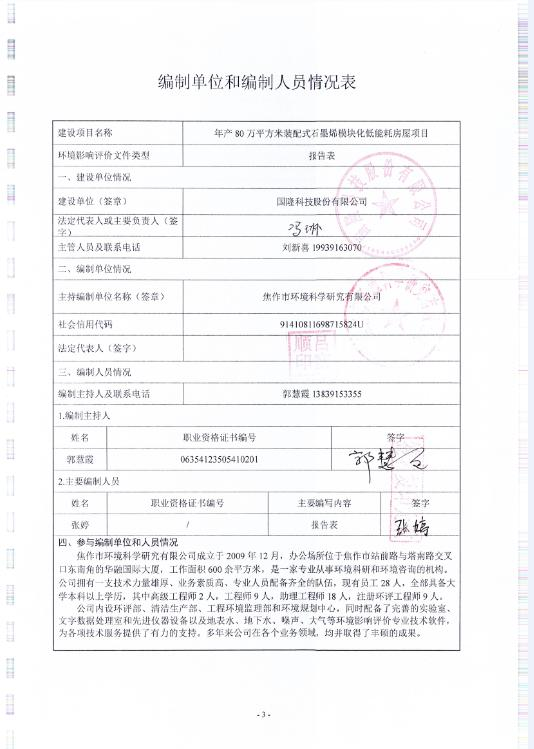 编制单位和编制人员情况表
建设项目名称 年产 80 万平方米装配式石墨烯模块化低能耗房屋项目
环境影响评价文件类型 报告表
一、建设单位情况
建设单位（签章） 国隆科技股份有限公司
法定代表人或主要负责人（签
字） 冯琳
主管人员及联系电话 刘新喜 19939163070
二、编制单位情况
主持编制单位名称（签章） 焦作市环境科学研究有限公司
社会信用代码 91410811698715824U
法定代表人（签字） 顺吕印
三、编制人员情况
编制主持人及联系电话 郭慧霞 13839153355
1.编制主持人
姓名 职业资格证书编号 签字
郭慧霞 06354123505410201 郭慧霞
2.主要编制人员
姓名 职业资格证书编号 主要编写内容 签字
张婷 / 报告表 张婷
四、参与编制单位和人员情况
焦作市环境科学研究有限公司成立于 2009 年 12 月，办公场所位于焦作市站前路与塔南路交叉
口东南角的华融国际大厦，工作面积 600 余平方米，是一家专业从事环境科研和环境咨询的机构。
公司拥有一支技术力量雄厚、业务素质高、专业人员配备齐全的队伍，现有员工 28 人，全部具备大
学本科以上学历，其中高级工程师 2 人，工程师 9 人，助理工程师 18 人，注册环评工程师 9 人。
公司内设环评部、清洁生产部、工程环境监理部和环境规划中心，同时配备了完善的实验室、
文字数据处理室和先进仪器设备以及地表水、地下水、噪声、大气等环境影响评价专业技术软件，
为各项技术服务提供了有力的支持。多年来公司在各个业务领域，均并取得了丰硕的成果。
- 3 -